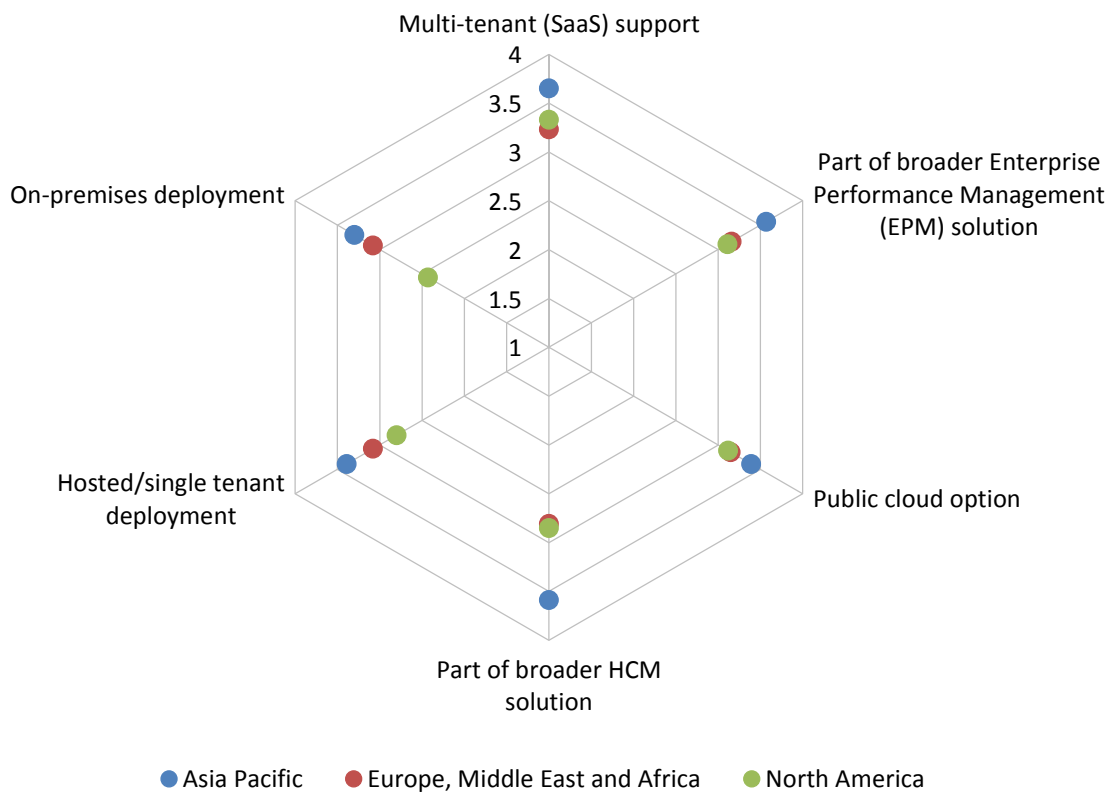 Multi-tenant (SaaS) support
4
3.5
3
2.5
2
1.5
1
Part of broader Enterprise
Performance Management
(EPM) solution
Public cloud option
Part of broader HCM
solution
Hosted/single tenant
deployment
On-premises deployment
Asia Pacific
Europe, Middle East and Africa
North America